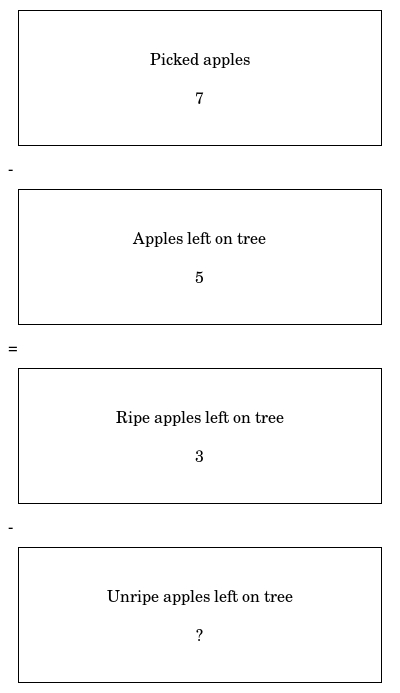 Picked apples
7
-
Apples left on tree
5
=
Ripe apples left on tree
3
-
Unripe apples left on tree
?